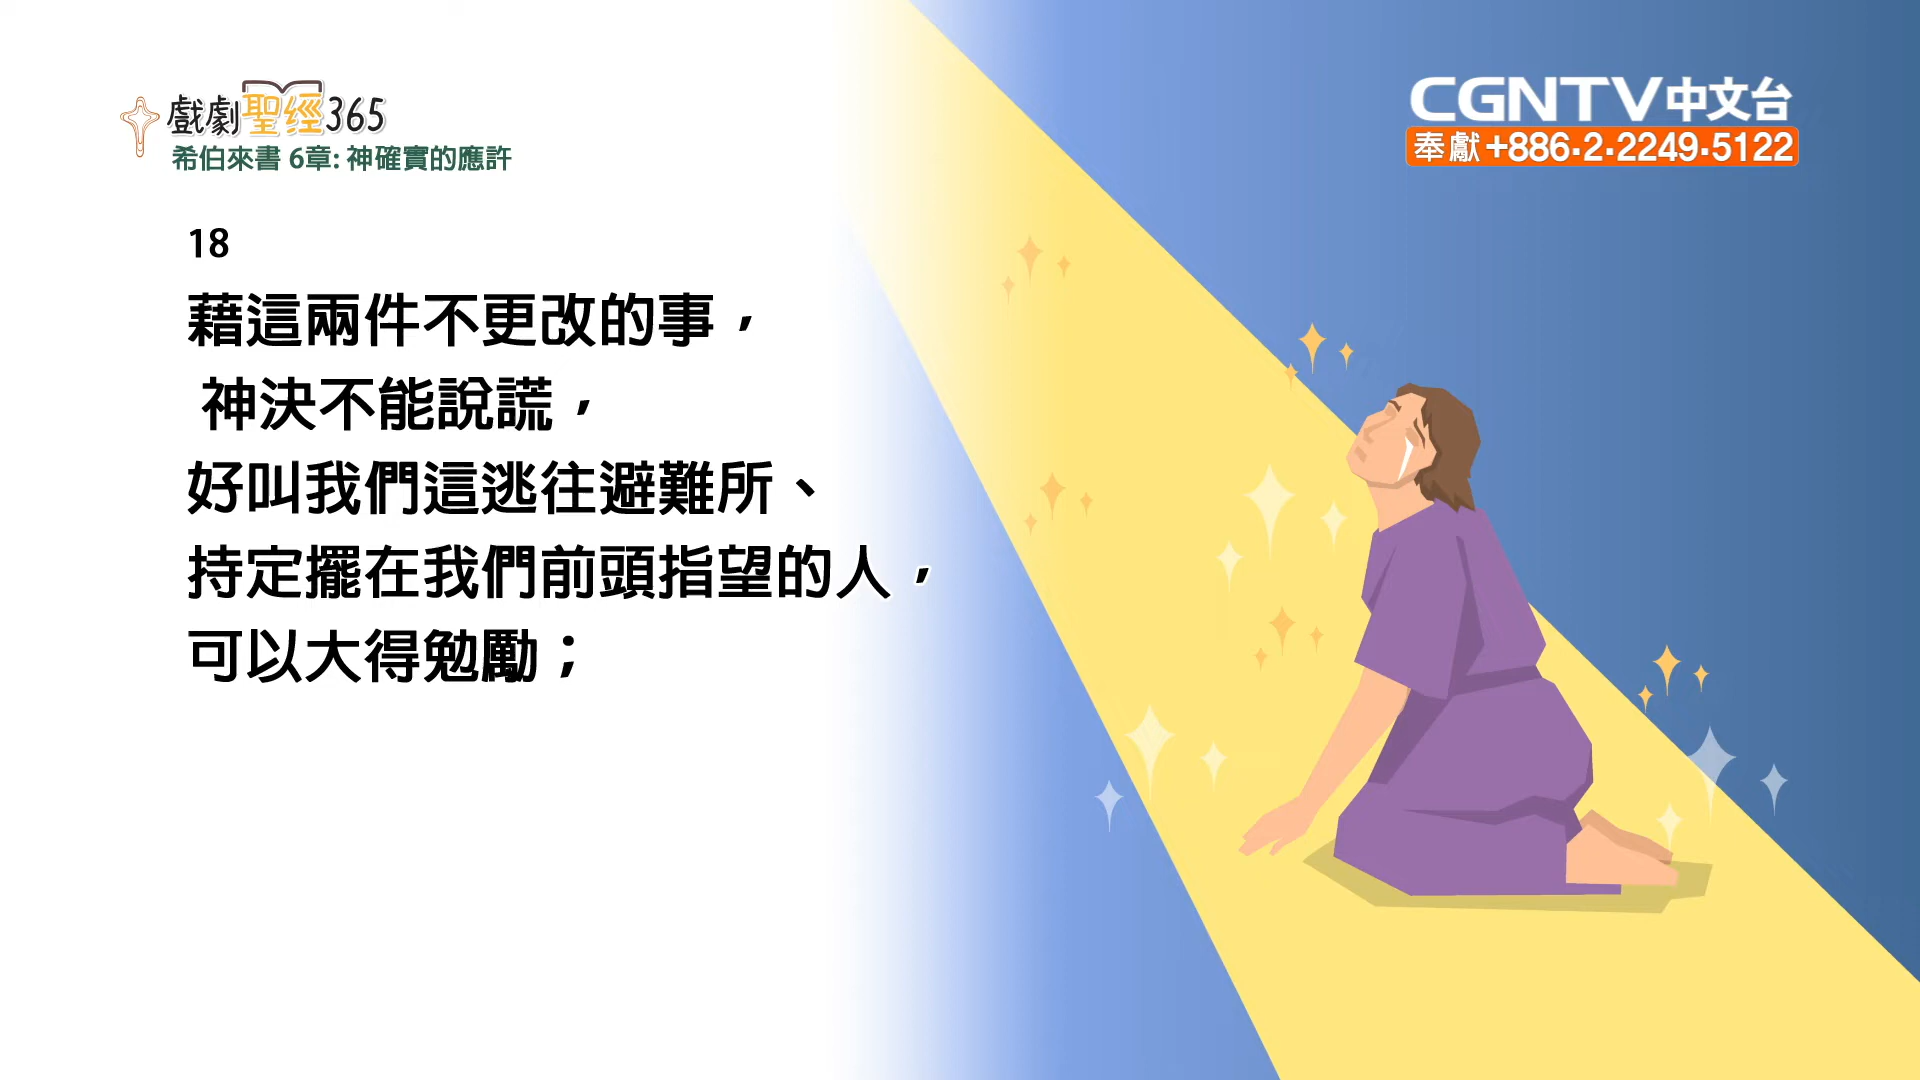 戲劇聖經365
希伯來書 6章: 神確實的應許
CGNTV中文台
奉獻 +886·2·2249·5122
18
藉這兩件不更改的事，
神決不能說謊，
好叫我們這逃往避難所、
持定擺在我們前頭指望的人，
可以大得勉勵；